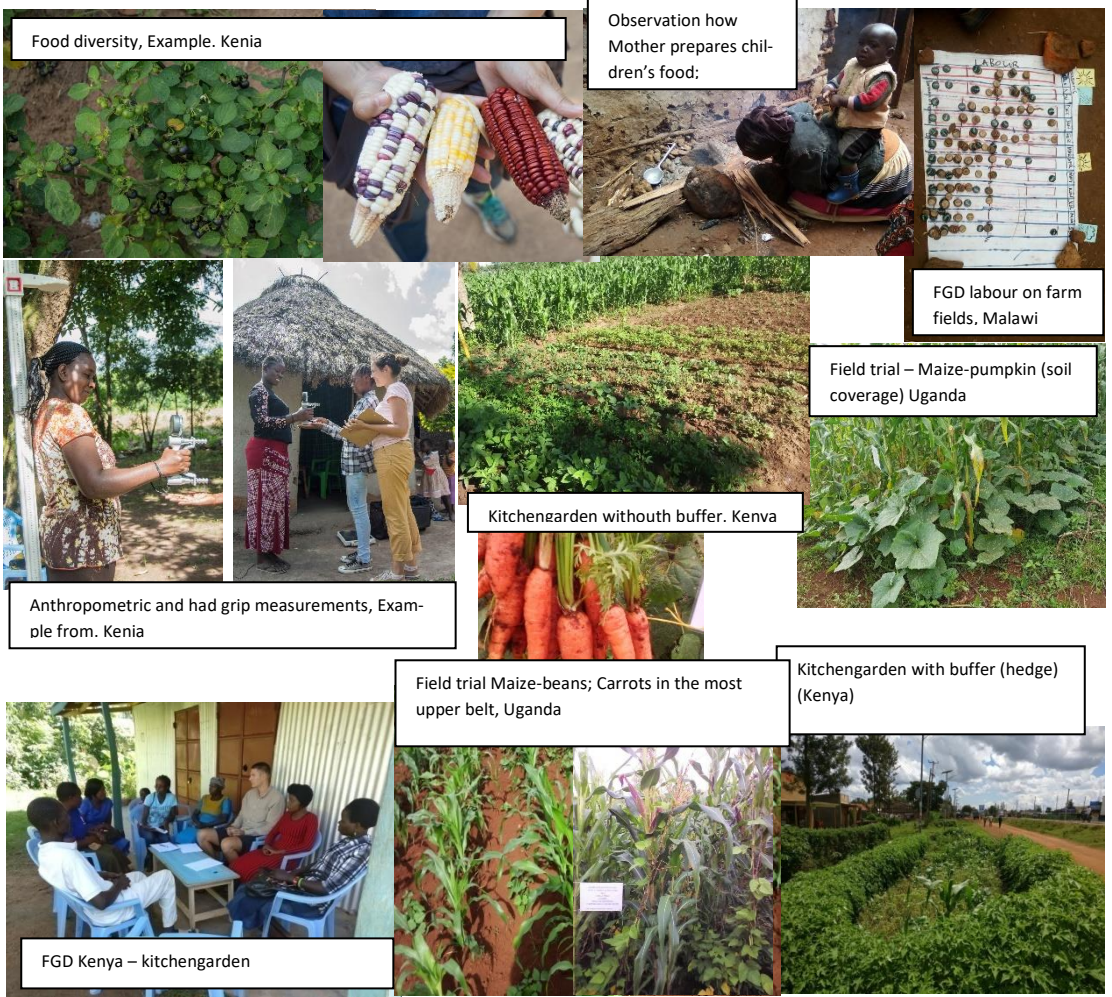 Food diversity, Example. Kenia
Observation how
Mother prepares chil-
dren's food;
LABOUR
FGD labour on farm
fields, Malawi
Field trial – Maize-pumpkin (soil
coverage) Uganda
Kitchengarden withouth buffer. Kenya
Anthropometric and had grip measurements, Exam-
ple from. Kenia
Field trial Maize-beans; Carrots in the most
upper belt, Uganda
Kitchengarden with buffer (hedge)
(Kenya)
FGD Kenya – kitchengarden